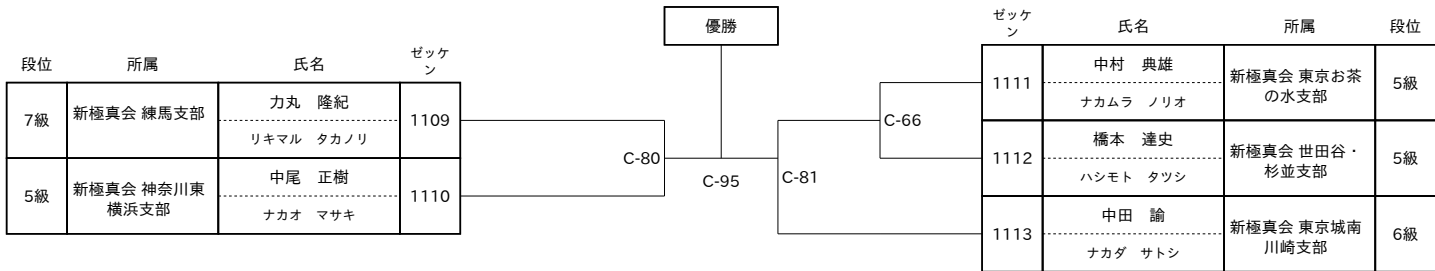 優勝
段位 所属 氏名 ゼッケ
ン
7級 新極真会 練馬支部 力丸 隆紀 1109
リキマル タカノリ
5級 新極真会 神奈川東
横浜支部 中尾 正樹 1110
ナカオ マサキ
C-80
C-95
C-81
C-66
ゼッケ
ン 氏名 所属 段位
1111 中村 典雄 新極真会 東京お茶
の水支部 5級
ナカムラ ノリオ
1112 橋本 達史 新極真会 世田谷・
杉並支部 5級
ハシモト タツシ
1113 中田 諭 新極真会 東京城南
川崎支部 6級
ナカダ サトシ